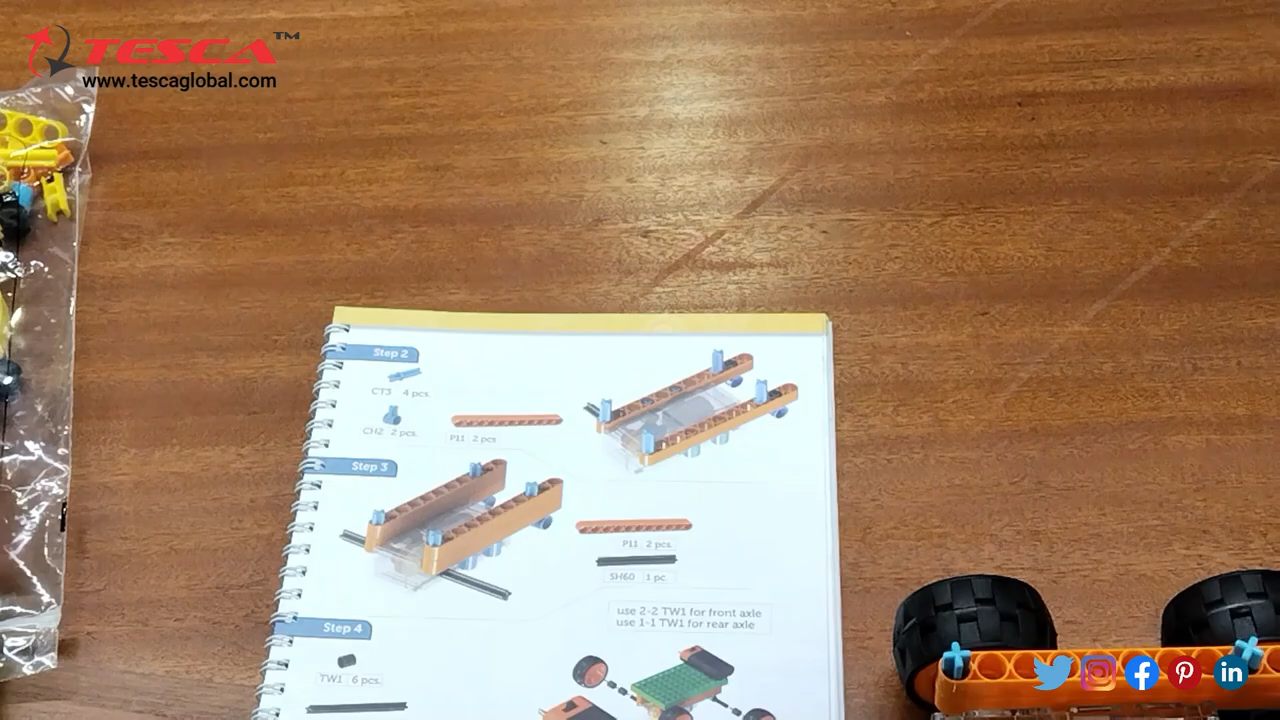 TESCA™
www.tescaglobal.com
Step 2
CT3 4 pcs.
CH2 2 pcs.
P11 2 pcs
Step 3
P11 2 pcs.
SH60 1 pc.
use 2-2 TW1 for front axle
use 1-1 TW1 for rear axle
Step 4
TW1 6 pcs.